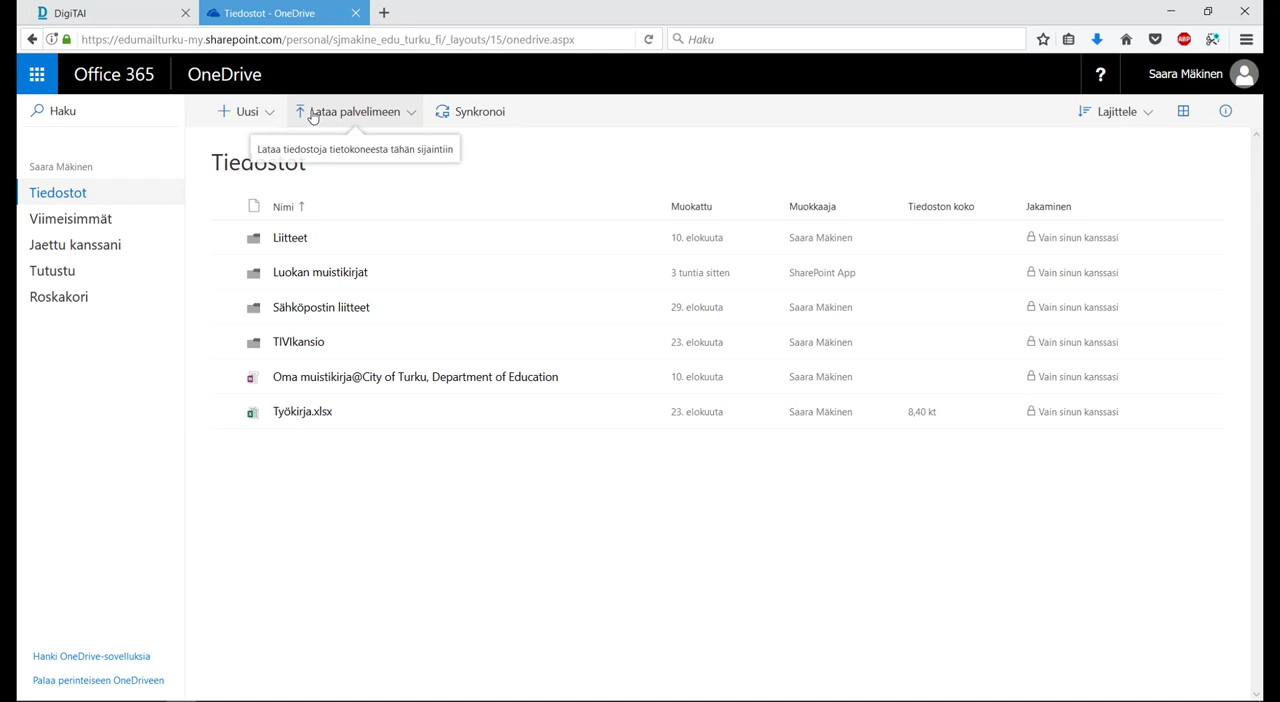 DigiTAI
Tiedostot - OneDrive
https://edumailturku-my.sharepoint.com/personal/sjmakine_edu_turku_fi/_layouts/15/onedrive.aspx
Haku
ABP
Office 365
OneDrive
?
Saara Mäkinen
Haku
Uusi
Lataa palvelimeen
Synkronoi
Lajittele
Lataa tiedostoja tietokoneesta tähän sijaintiin
Saara Mäkinen
Tiedostot
Viimeisimmät
Jaettu kanssani
Tutustu
Roskakori
Hanki OneDrive-sovelluksia
Palaa perinteiseen OneDriveen
Tiedostot
Nimi ↑ Muokattu Muokkaaja Tiedoston koko Jakaminen
Liitteet 10. elokuuta Saara Mäkinen Vain sinun kanssasi
Luokan muistikirjat 3 tuntia sitten SharePoint App Vain sinun kanssasi
Sähköpostin liitteet 29. elokuuta Saara Mäkinen Vain sinun kanssasi
TIVIkansio 23. elokuuta Saara Mäkinen Vain sinun kanssasi
Oma muistikirja@City of Turku, Department of Education 10. elokuuta Saara Mäkinen Vain sinun kanssasi
Työkirja.xlsx 23. elokuuta Saara Mäkinen 8,40 kt Vain sinun kanssasi